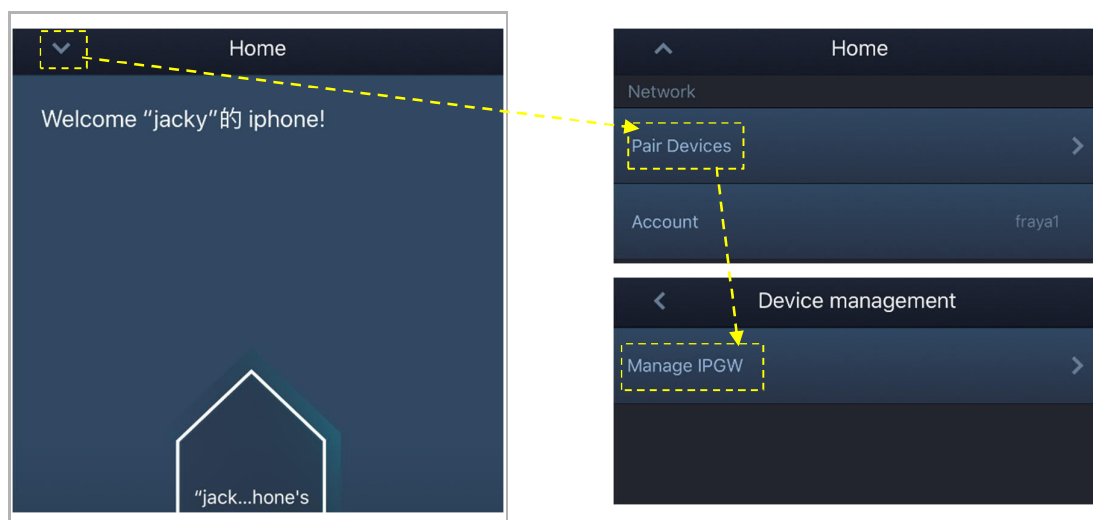 Home
Welcome “jacky”的 iphone!
“jack...hone's
Home
Network
Pair Devices
Account
fraya1
Device management
Manage IPGW